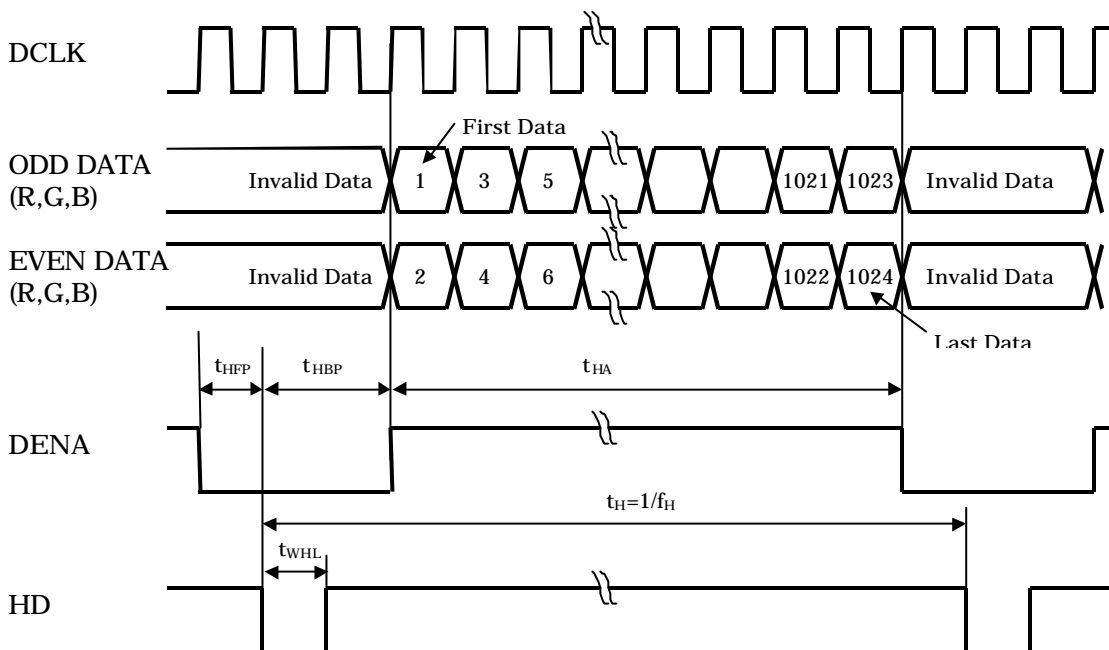 DCLK
First Data
ODD DATA
(R,G,B)
Invalid Data 1 3 5 1021 1023 Invalid Data
EVEN DATA
(R,G,B)
Invalid Data 2 4 6 1022 1024 Invalid Data
Last Data
tHFP tHBP tHA
DENA
tH=1/fH
tWHL
HD